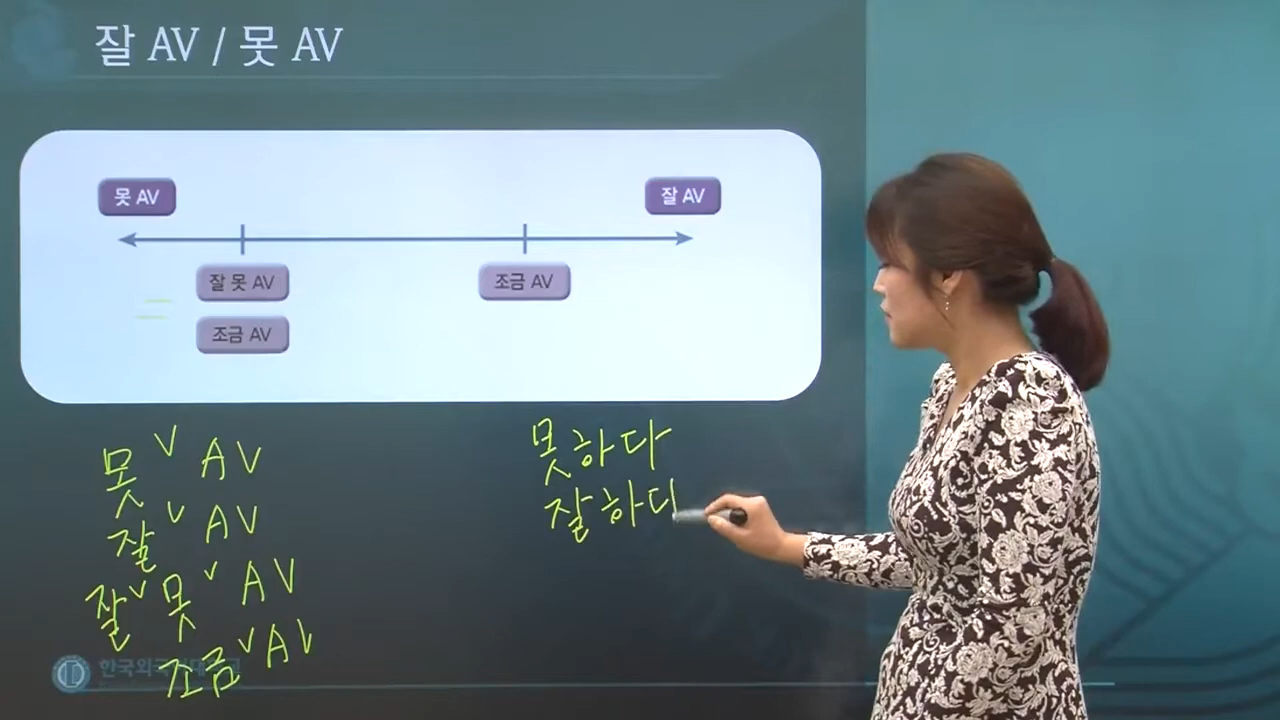 잘 AV / 못 AV
못 AV
잘 AV
잘 못 AV
조금 AV
조금 AV
못 ∨ AV
잘 ∨ AV
잘 ∨ 못 ∨ AV
조금 ∨ AV
못하다
잘하다